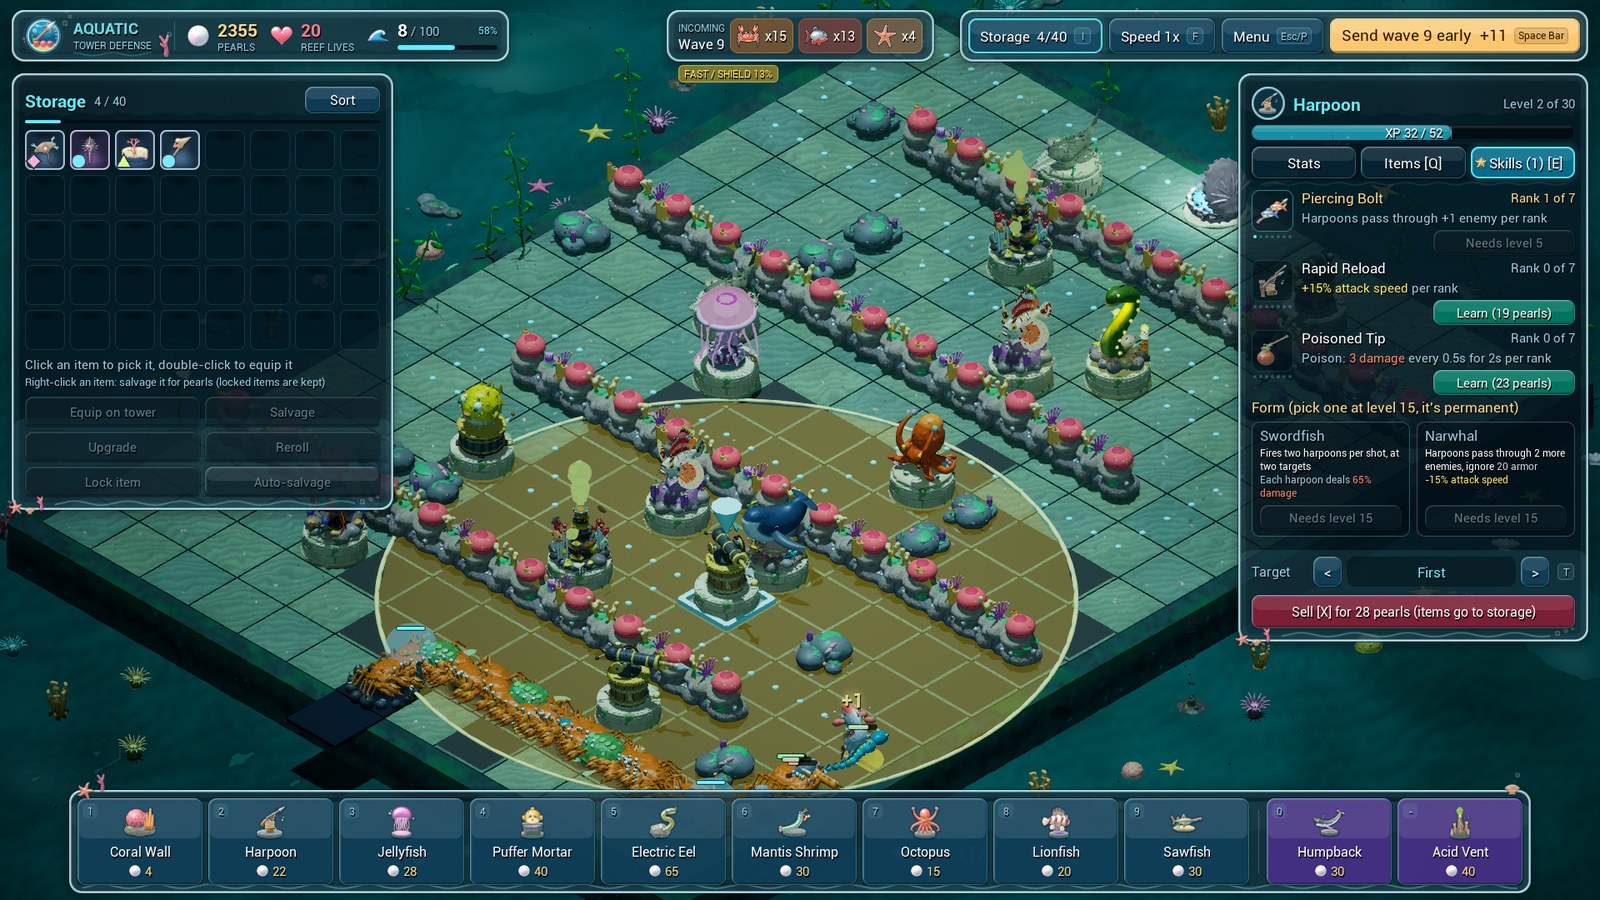 AQUATIC
TOWER DEFENSE
2355
PEARLS
20
REEF LIVES
8 / 100
58%
INCOMING
Wave 9
x15
x13
x4
FAST / SHIELD 13%
Storage 4/40 I
Speed 1x F
Menu Esc/P
Send wave 9 early +11 Space Bar
Storage 4 / 40
Sort
Click an item to pick it, double-click to equip it
Right-click an item: salvage it for pearls (locked items are kept)
Equip on tower
Salvage
Upgrade
Reroll
Lock item
Auto-salvage
Harpoon
Level 2 of 30
XP 32 / 52
Stats
Items [Q]
Skills (1) [E]
Piercing Bolt
Rank 1 of 7
Harpoons pass through +1 enemy per rank
Needs level 5
Rapid Reload
Rank 0 of 7
+15% attack speed per rank
Learn (19 pearls)
Poisoned Tip
Rank 0 of 7
Poison: 3 damage every 0.5s for 2s per rank
Learn (23 pearls)
Form (pick one at level 15, it's permanent)
Swordfish
Fires two harpoons per shot, at
two targets
Each harpoon deals 65%
damage
Needs level 15
Narwhal
Harpoons pass through 2 more
enemies, ignore 20 armor
-15% attack speed
Needs level 15
Target
<
First
>
T
Sell [X] for 28 pearls (items go to storage)
+1
1
Coral Wall
4
2
Harpoon
22
3
Jellyfish
28
4
Puffer Mortar
40
5
Electric Eel
65
6
Mantis Shrimp
30
7
Octopus
15
8
Lionfish
20
9
Sawfish
30
0
Humpback
30
-
Acid Vent
40